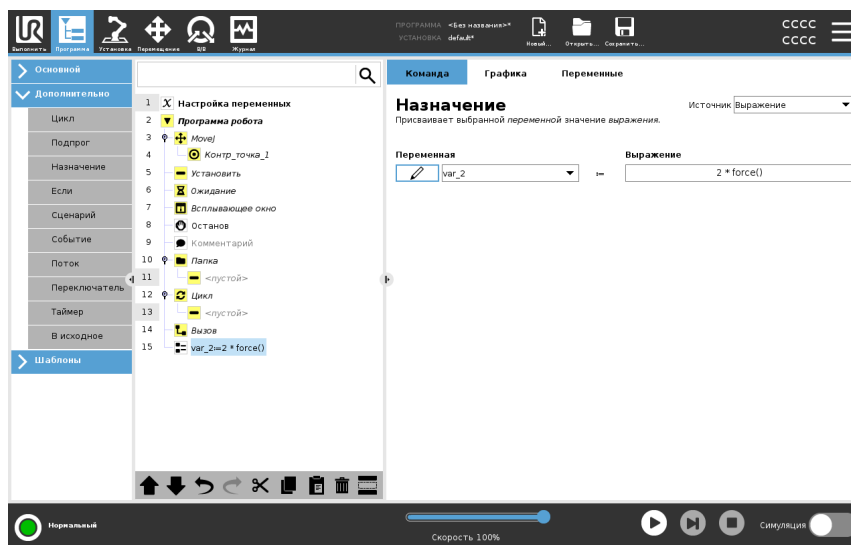 UR
Выполнить Программа Установка Перемещение В/В Журнал
ПРОГРАММА <Без названия>*
УСТАНОВКА default*
Новый... Открыть... Сохранить...
CCCC
CCCC
Основной
Дополнительно
Цикл
Подпрог
Назначение
Если
Сценарий
Событие
Поток
Переключатель
Таймер
В исходное
Шаблоны
1 X Настройка переменных
2 Программа робота
3 MoveJ
4 Контр_точка_1
5 Установить
6 Ожидание
7 Всплывающее окно
8 Останов
9 Комментарий
10 Папка
11 <пустой>
12 Цикл
13 <пустой>
14 Вызов
15 var_2≔2 * force()
Команда Графика Переменные
Назначение
Источник Выражение
Присваивает выбранной переменной значение выражения.
Переменная Выражение
var_2 ≔ 2 * force()
Нормальный
Скорость 100%
Симуляция